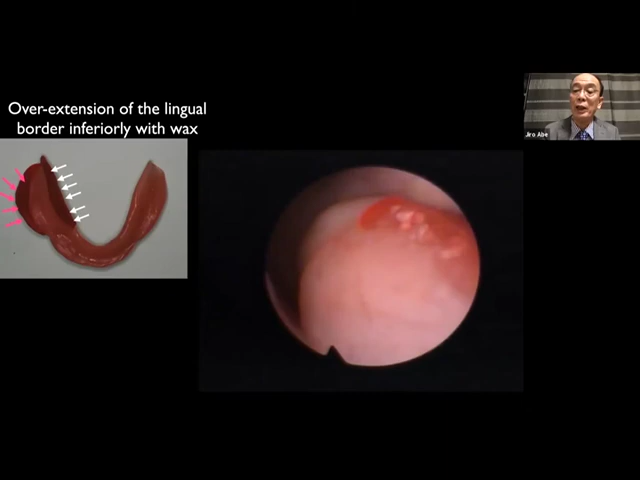 Over-extension of the lingual
border inferiorly with wax
Jiro Abe